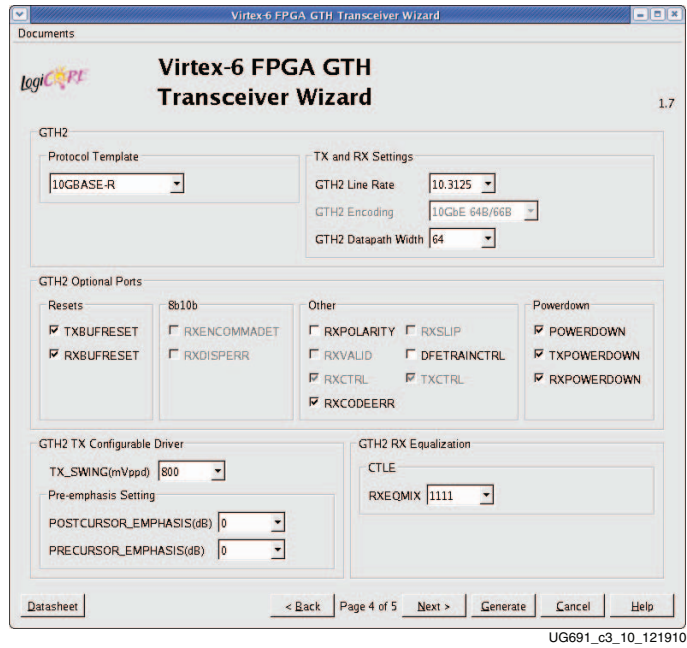 Virtex-6 FPGA GTH Transceiver Wizard
Documents
logiCORE
Virtex-6 FPGA GTH
Transceiver Wizard
1.7
GTH2
Protocol Template
10GBASE-R
TX and RX Settings
GTH2 Line Rate 10.3125
GTH2 Encoding 10GbE 64B/66B
GTH2 Datapath Width 64
GTH2 Optional Ports
Resets
TXBUFRESET
RXBUFRESET
8b10b
RXENCOMMADET
RXDISPERR
Other
RXPOLARITY RXSLIP
RXVALID DFETRAINCTRL
RXCTRL TXCTRL
RXCODEERR
Powerdown
POWERDOWN
TXPOWERDOWN
RXPOWERDOWN
GTH2 TX Configurable Driver
TX_SWING(mVppd) 800
Pre-emphasis Setting
POSTCURSOR_EMPHASIS(dB) 0
PRECURSOR_EMPHASIS(dB) 0
GTH2 RX Equalization
CTLE
RXEQMIX 1111
Datasheet < Back Page 4 of 5 Next > Generate Cancel Help
UG691_c3_10_121910